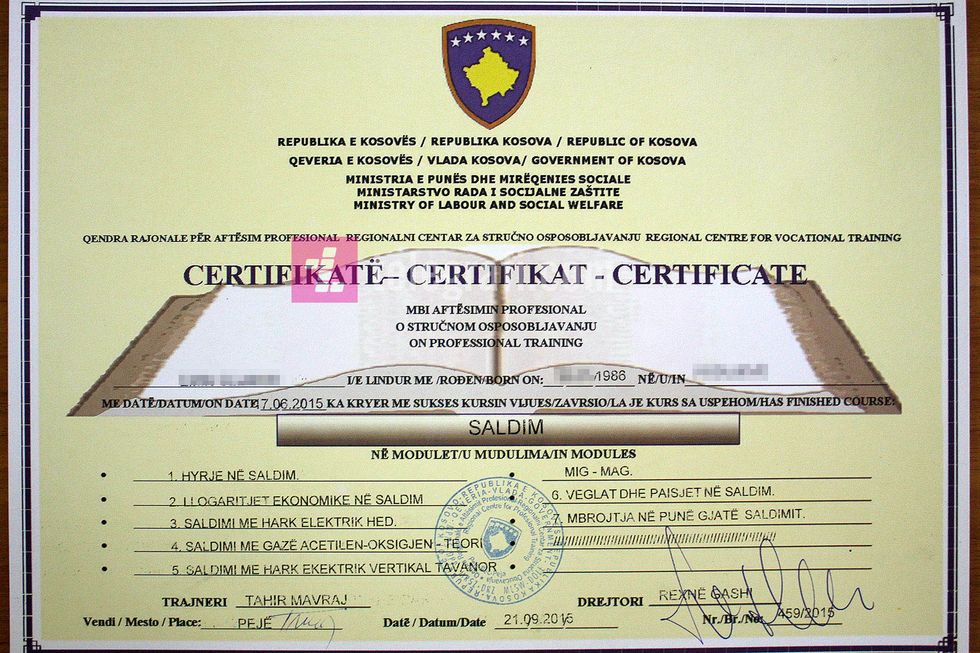 REPUBLIKA E KOSOVËS / REPUBLIKA KOSOVA / REPUBLIC OF KOSOVA
QEVERIA E KOSOVËS / VLADA KOSOVA/ GOVERNMENT OF KOSOVA
MINISTRIA E PUNËS DHE MIRËQENIES SOCIALE
MINISTARSTVO RADA I SOCIJALNE ZAŠTITE
MINISTRY OF LABOUR AND SOCIAL WELFARE
QENDRA RAJONALE PËR AFTËSIM PROFESIONAL REGIONALNI CENTAR ZA STRUČNO OSPOSOBLJAVANJU REGIONAL CENTRE FOR VOCATIONAL TRAINING
CERTIFIKATË- CERTIFIKAT - CERTIFICATE
MBI AFTËSIMIN PROFESIONAL
O STRUČNOM OSPOSOBLJAVANJU
ON PROFESSIONAL TRAINING
I/E LINDUR ME /ROĐEN/BORN ON: /1986 NË/U/IN
ME DATË/DATUM/ON DATE 17.06.2015 KA KRYER ME SUKSES KURSIN VIJUES/ZAVRSIO/LA JE KURS SA USPEHOM/HAS FINISHED COURSE:
SALDIM
NË MODULET/U MUDULIMA/IN MODULES
1. HYRJE NË SALDIM.
2. LLOGARITJET EKONOMIKE NË SALDIM
3. SALDIMI ME HARK ELEKTRIK HED.
4. SALDIMI ME GAZË ACETILEN-OKSIGJEN - TEORI
5. SALDIMI ME HARK EKEKTRIK VERTIKAL TAVANOR
MIG - MAG.
6. VEGLAT DHE PAISJET NË SALDIM.
7. MBROJTJA NË PUNË GJATË SALDIMIT.
TRAJNERI TAHIR MAVRAJ
DREJTORI REXNË GASHI
Vendi / Mesto / Place: PEJË
Datë / Datum/Date 21.09.2015
Nr./Br./No: 459/2015